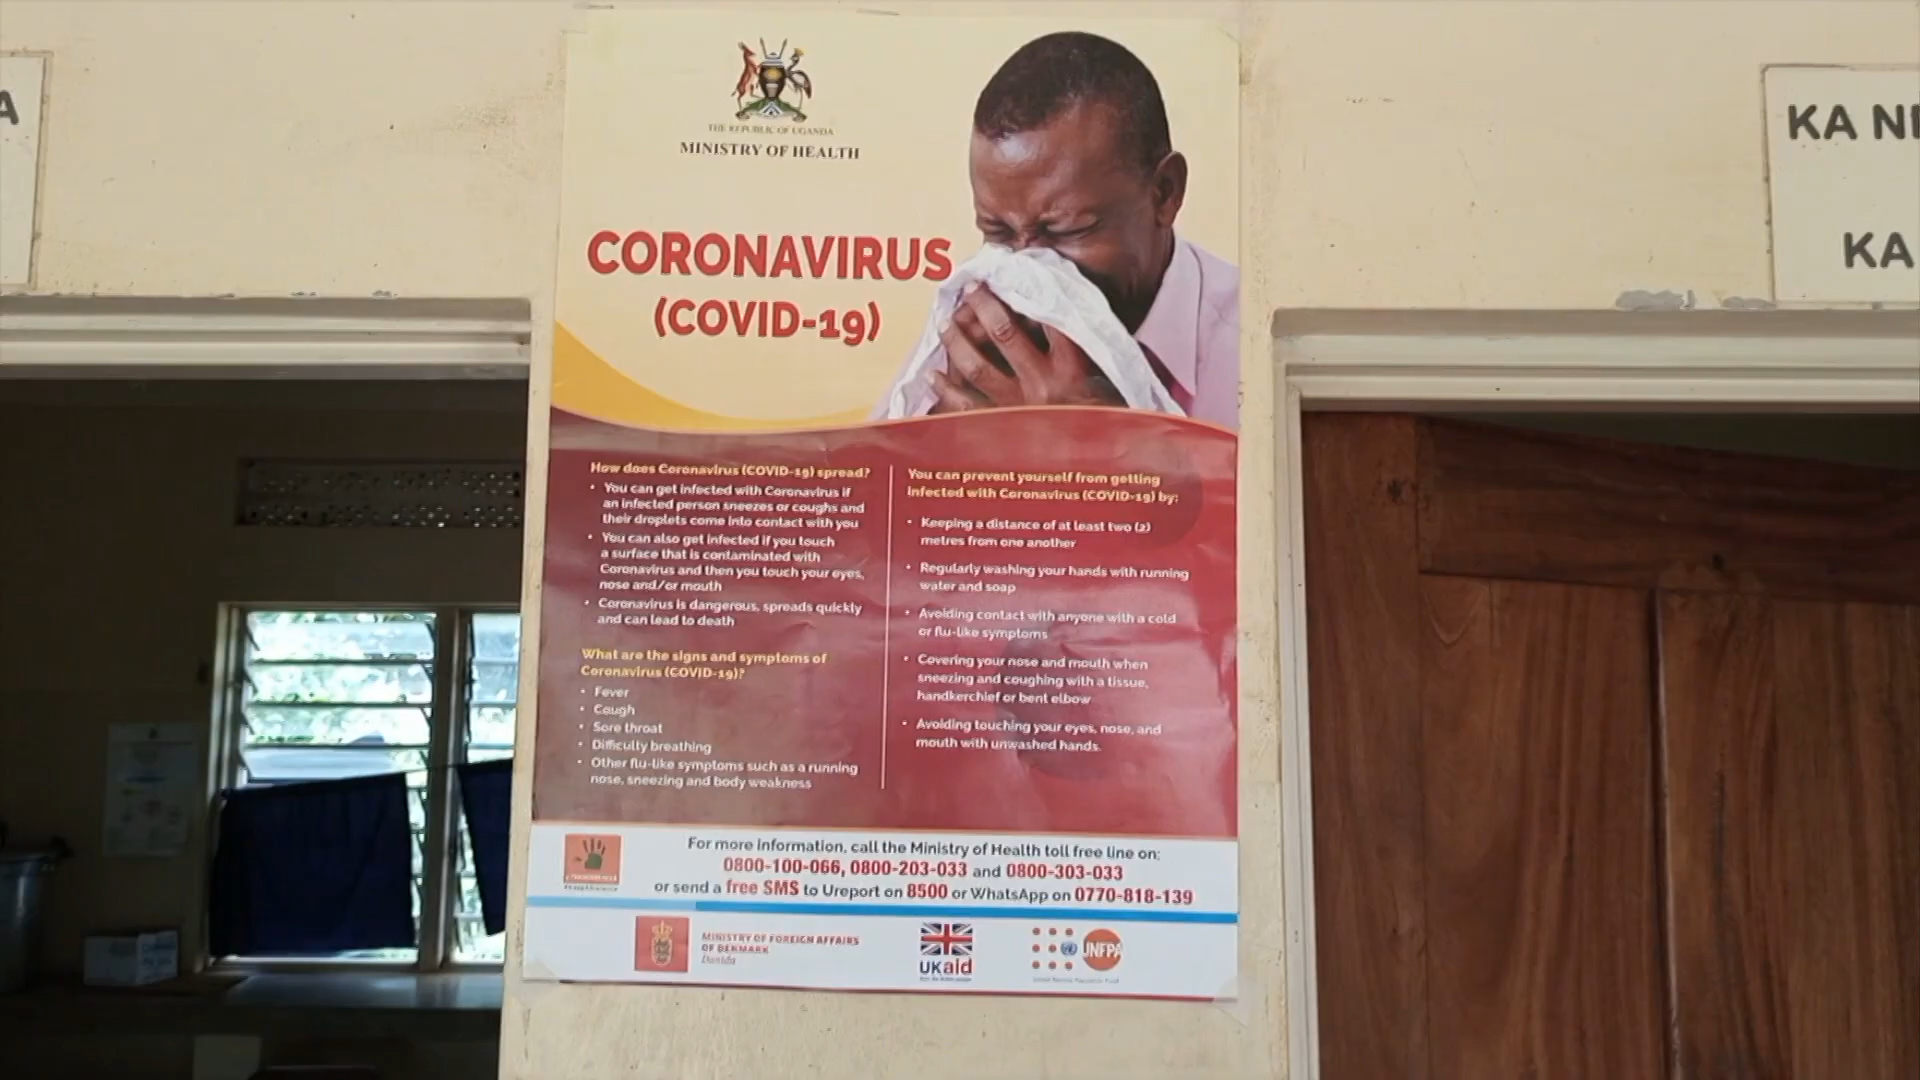 A
THE REPUBLIC OF UGANDA
MINISTRY OF HEALTH
CORONAVIRUS
(COVID-19)
How does Coronavirus (COVID-19) spread?
• You can get infected with Coronavirus if
an infected person sneezes or coughs and
their droplets come into contact with you
• You can also get infected if you touch
a surface that is contaminated with
Coronavirus and then you touch your eyes,
nose and/or mouth
• Coronavirus is dangerous, spreads quickly
and can lead to death
What are the signs and symptoms of
Coronavirus (COVID-19)?
• Fever
• Cough
• Sore throat
• Difficulty breathing
• Other flu-like symptoms such as a running
nose, sneezing and body weakness
You can prevent yourself from getting
infected with Coronavirus (COVID-19) by:
• Keeping a distance of at least two (2)
metres from one another
• Regularly washing your hands with running
water and soap
• Avoiding contact with anyone with a cold
or flu-like symptoms
• Covering your nose and mouth when
sneezing and coughing with a tissue,
handkerchief or bent elbow
• Avoiding touching your eyes, nose, and
mouth with unwashed hands.
For more information, call the Ministry of Health toll free line on:
0800-100-066, 0800-203-033 and 0800-303-033
or send a free SMS to Ureport on 8500 or WhatsApp on 0770-818-139
MINISTRY OF FOREIGN AFFAIRS
OF DENMARK
Danida
UKaid
from the British people
UNFPA
United Nations Population Fund
KA NI
KA